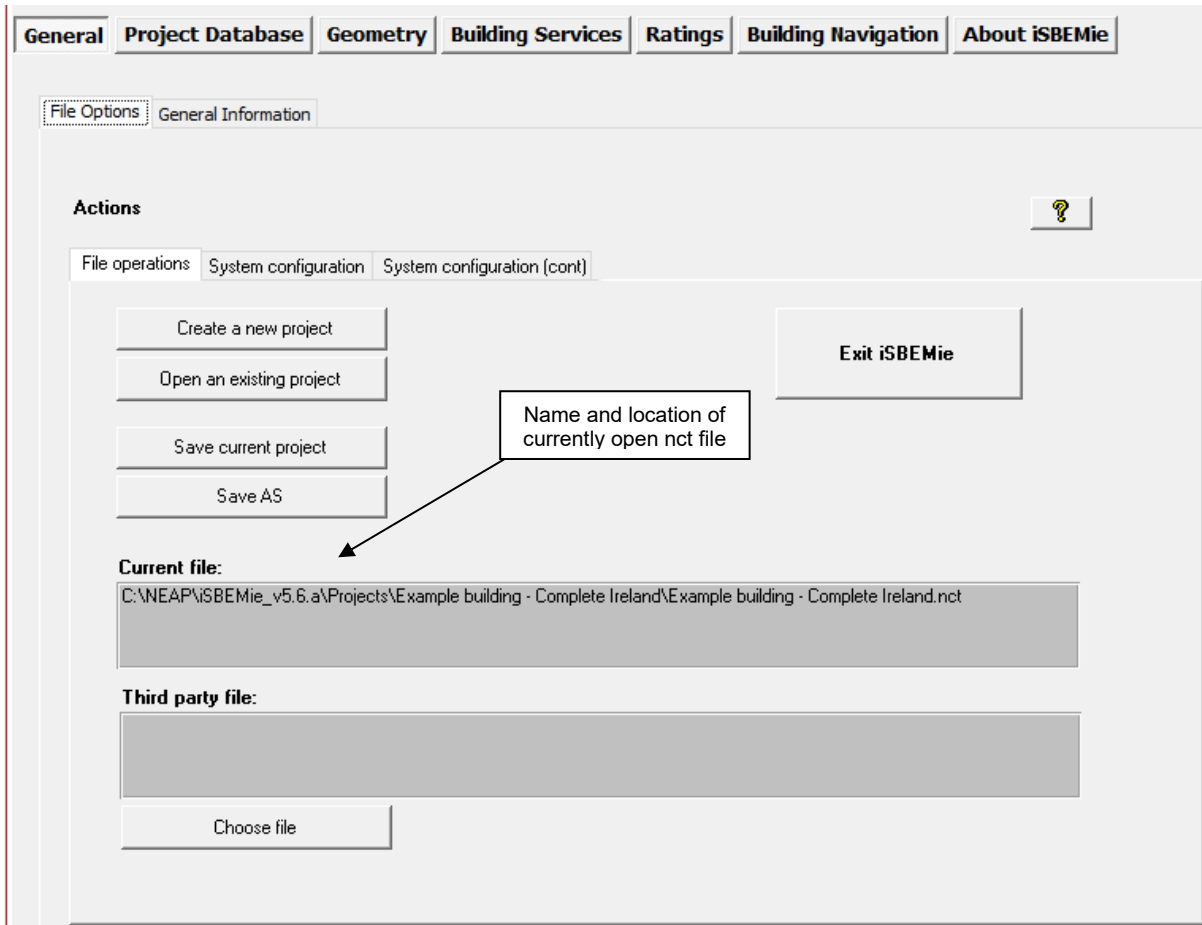 General Project Database Geometry Building Services Ratings Building Navigation About iSBEMie
File Options General Information
Actions
?
File operations System configuration System configuration (cont)
Create a new project
Exit iSBEMie
Open an existing project
Name and location of
currently open nct file
Save current project
Save AS
Current file:
C:\NEAP\iSBEMie_v5.6.a\Projects\Example building - Complete Ireland\Example building - Complete Ireland.nct
Third party file:
Choose file